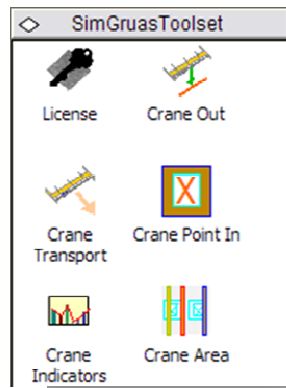 SimGruasToolset
License
Crane Out
Crane
Transport
Crane Point In
Crane
Indicators
Crane Area